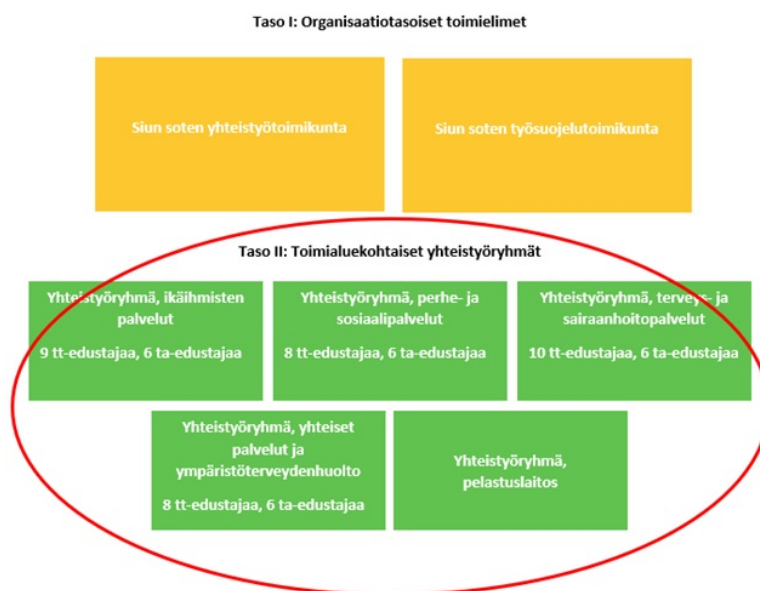 Taso I: Organisaatiotasoiset toimielimet
Siun soten yhteistyötoimikunta
Siun soten työsuojelutoimikunta
Taso II: Toimialuekohtaiset yhteistyöryhmät
Yhteistyöryhmä, ikäihmisten
palvelut
9 tt-edustajaa, 6 ta-edustajaa
Yhteistyöryhmä, perhe- ja
sosiaalipalvelut
8 tt-edustajaa, 6 ta-edustajaa
Yhteistyöryhmä, terveys- ja
sairaanhoitopalvelut
10 tt-edustajaa, 6 ta-edustajaa
Yhteistyöryhmä, yhteiset
palvelut ja
ympäristöterveydenhuolto
8 tt-edustajaa, 6 ta-edustajaa
Yhteistyöryhmä,
pelastuslaitos